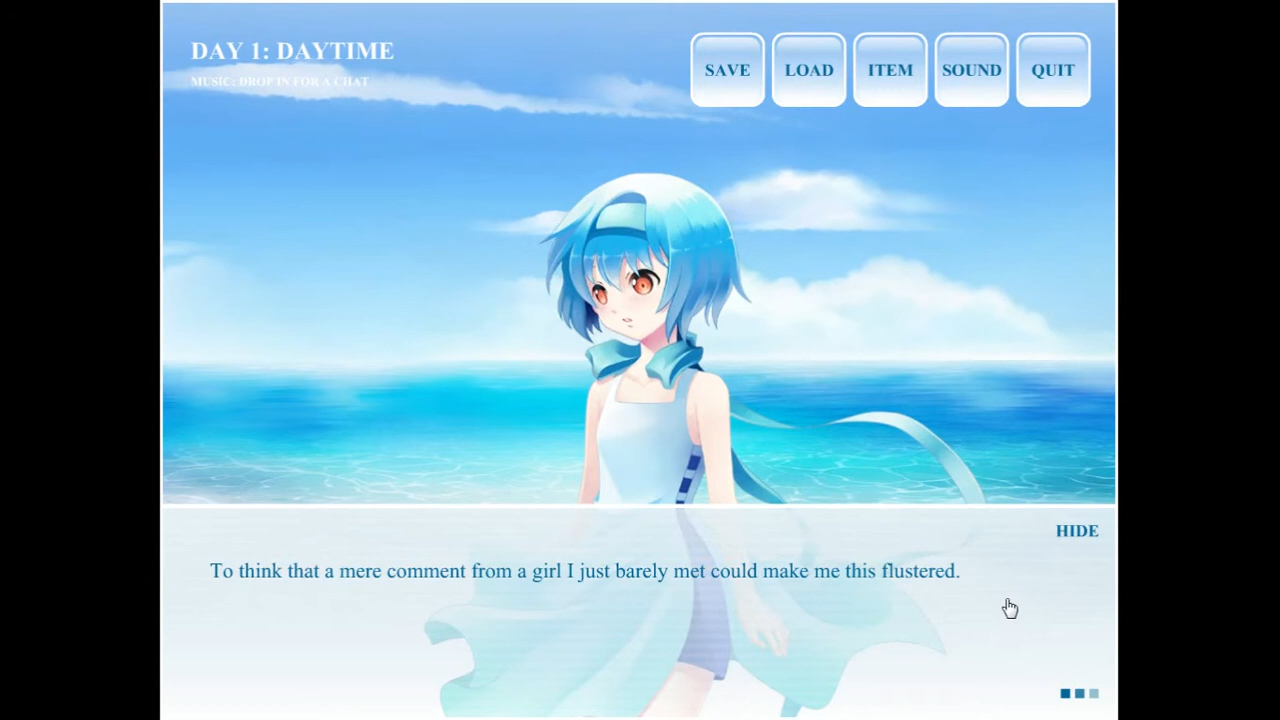 DAY 1: DAYTIME
MUSIC: DROP IN FOR A CHAT
SAVE LOAD ITEM SOUND QUIT
HIDE
To think that a mere comment from a girl I just barely met could make me this flustered.